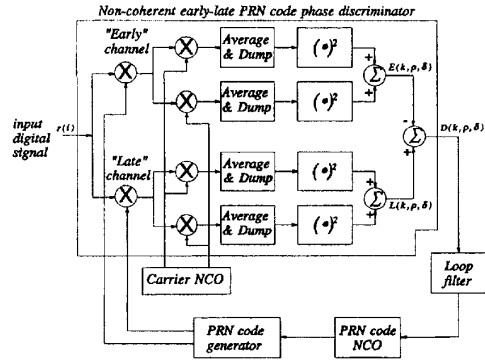 Non-coherent early-late PRN code phase discriminator
"Early"
channel
Average
& Dump
(•)²
+
Average
& Dump
(•)²
+
Σ
E(k,ρ,δ)
input
digital
signal
r(i)
-
Σ
+
D(k,ρ,δ)
"Late"
channel
Average
& Dump
(•)²
+
Average
& Dump
(•)²
+
Σ
L(k,ρ,δ)
Carrier NCO
Loop
filter
PRN code
generator
PRN code
NCO